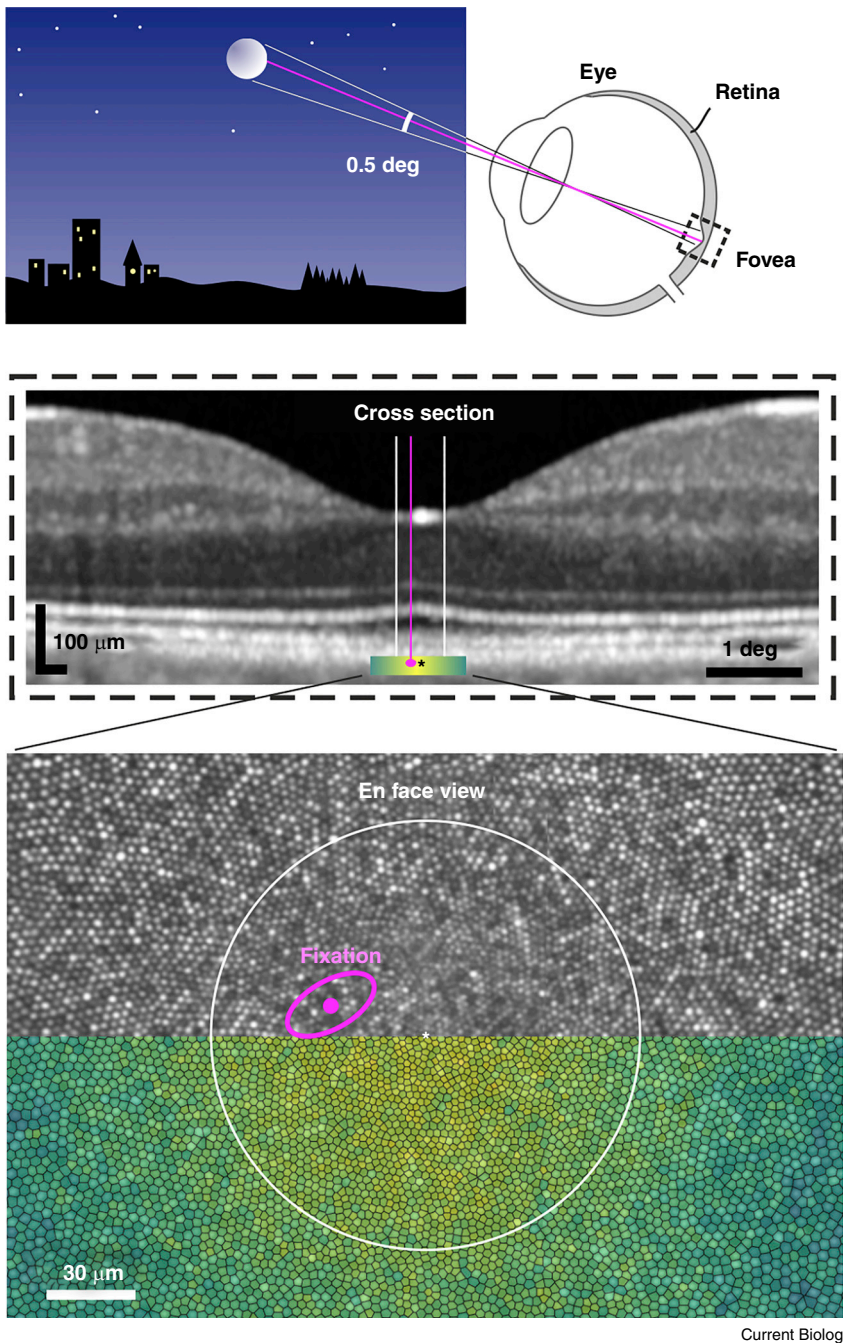 Eye
Retina
0.5 deg
Fovea
Cross section
100 μm
*
1 deg
En face view
Fixation
*
30 μm
Current Biolog